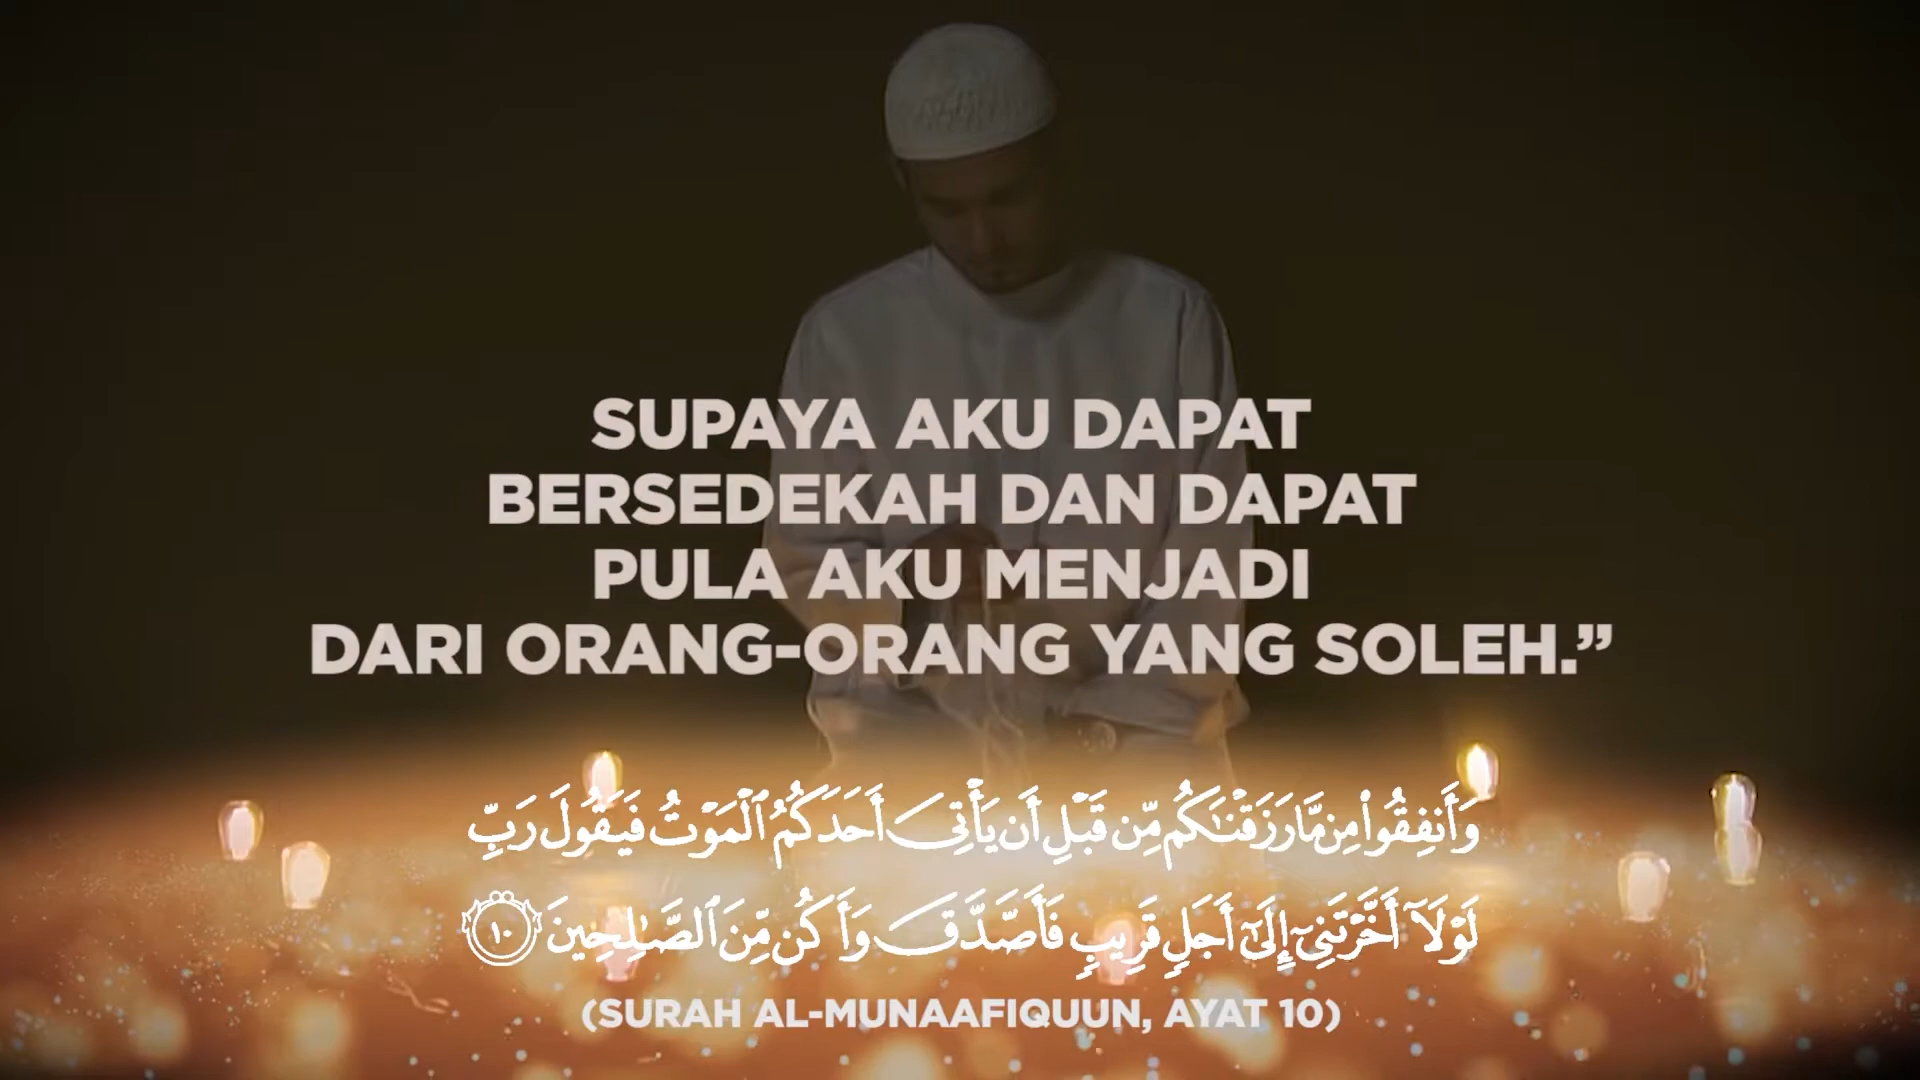 SUPAYA AKU DAPAT
BERSEDEKAH DAN DAPAT
PULA AKU MENJADI
DARI ORANG-ORANG YANG SOLEH.”
وَأَنفِقُوا۟ مِن مَّا رَزَقْنَـٰكُم مِّن قَبْلِ أَن يَأْتِىَ أَحَدَكُمُ ٱلْمَوْتُ فَيَقُولَ رَبِّ
لَوْلَآ أَخَّرْتَنِىٓ إِلَىٰٓ أَجَلٍ قَرِيبٍ فَأَصَّدَّقَ وَأَكُن مِّنَ ٱلصَّـٰلِحِينَ ١٠
(SURAH AL-MUNAAFIQUUN, AYAT 10)